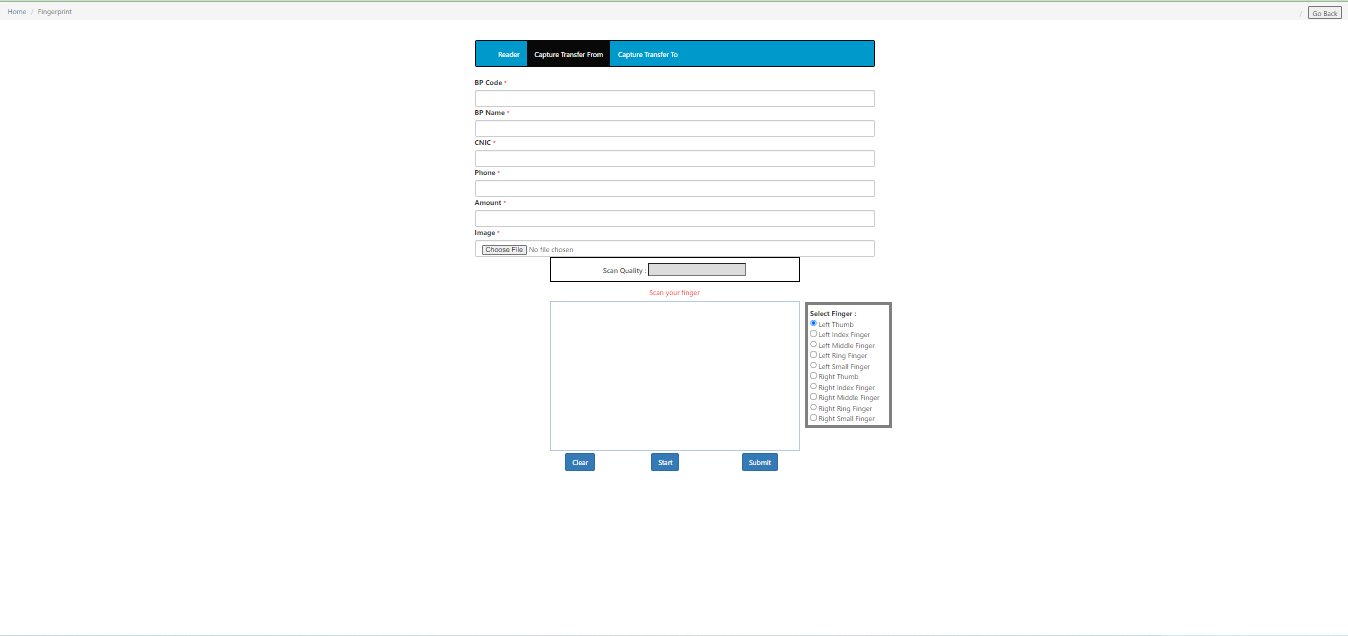 Home / Fingerprint
/ Go Back
Reader Capture Transfer From Capture Transfer To
BP Code *
BP Name *
CNIC *
Phone *
Amount *
Image *
Choose File No file chosen
Scan Quality :
Scan your finger
Select Finger :
Left Thumb
Left Index Finger
Left Middle Finger
Left Ring Finger
Left Small Finger
Right Thumb
Right Index Finger
Right Middle Finger
Right Ring Finger
Right Small Finger
Clear Start Submit